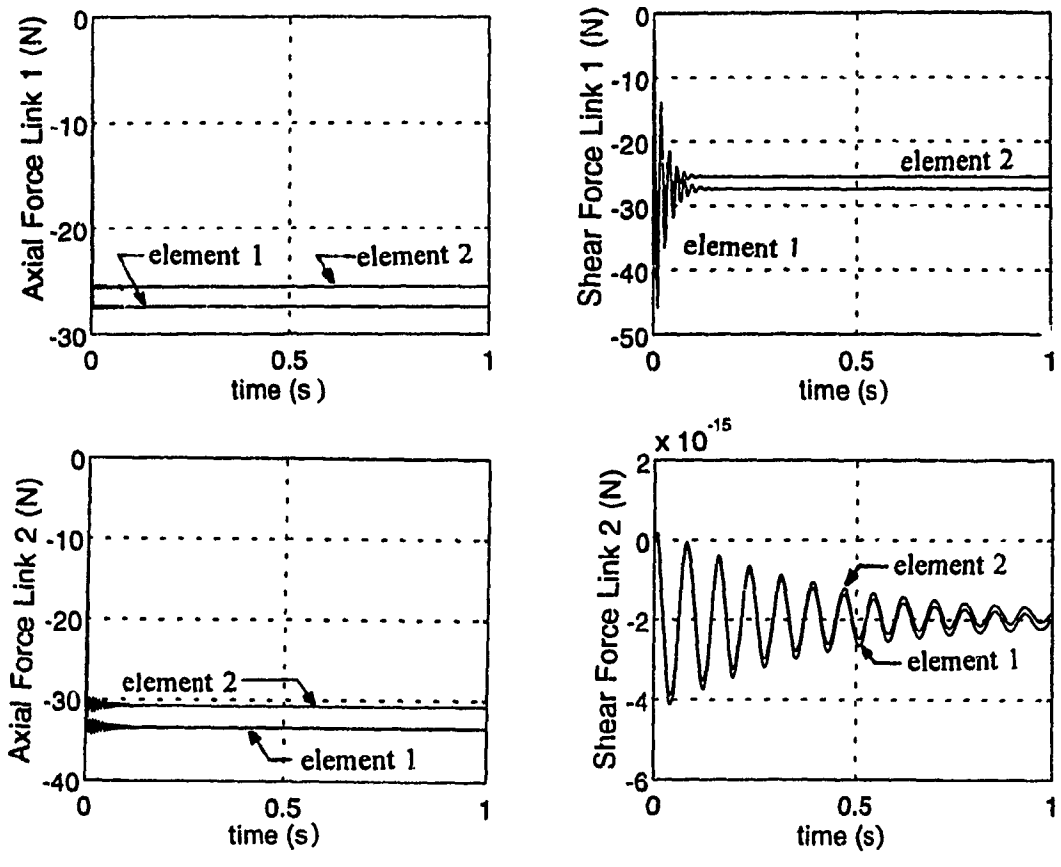 Axial Force Link 1 (N)
0
-10
-20
-30
element 1
element 2
0
0.5
1
time (s)
Shear Force Link 1 (N)
0
-10
-20
-30
-40
-50
element 2
element 1
0
0.5
1
time (s)
Axial Force Link 2 (N)
0
-10
-20
-30
-40
element 2
element 1
0
0.5
1
time (s)
x 10^-15
Shear Force Link 2 (N)
2
0
-2
-4
-6
element 2
element 1
0
0.5
1
time (s)